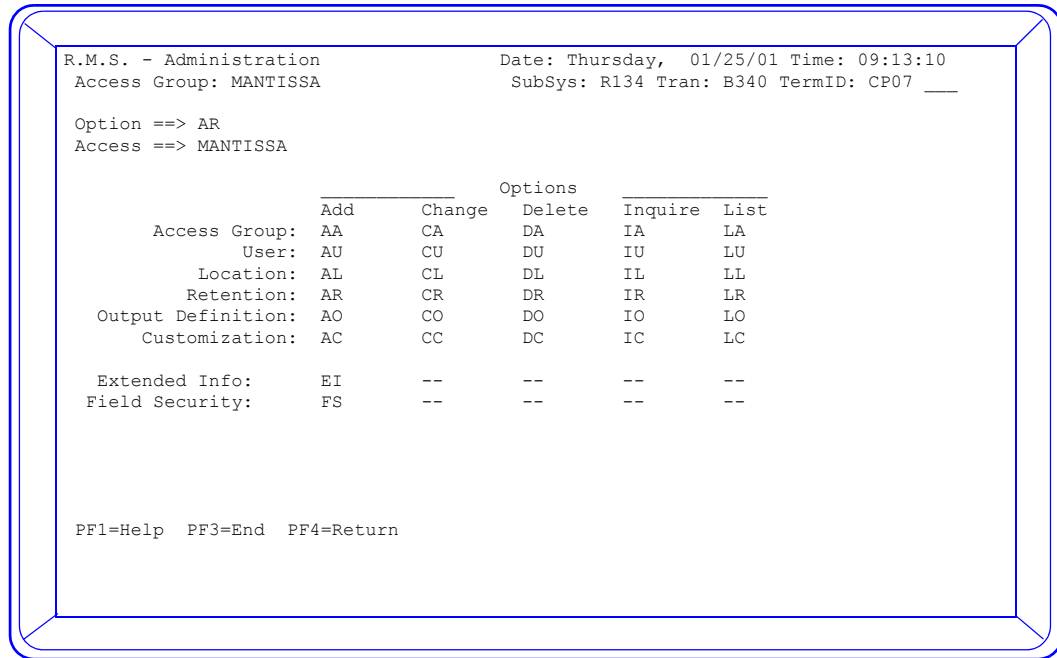 R.M.S. - Administration                Date: Thursday,  01/25/01 Time: 09:13:10
 Access Group: MANTISSA                 SubSys: R134 Tran: B340 TermID: CP07 ___
 Option ==> AR
 Access ==> MANTISSA
                       ____________    Options    _____________
                       Add      Change   Delete   Inquire  List
        Access Group:  AA       CA       DA       IA       LA
                User:  AU       CU       DU       IU       LU
            Location:  AL       CL       DL       IL       LL
           Retention:  AR       CR       DR       IR       LR
   Output Definition:  AO       CO       DO       IO       LO
       Customization:  AC       CC       DC       IC       LC
   Extended Info:      EI       --       --       --       --
  Field Security:      FS       --       --       --       --
 PF1=Help  PF3=End  PF4=Return